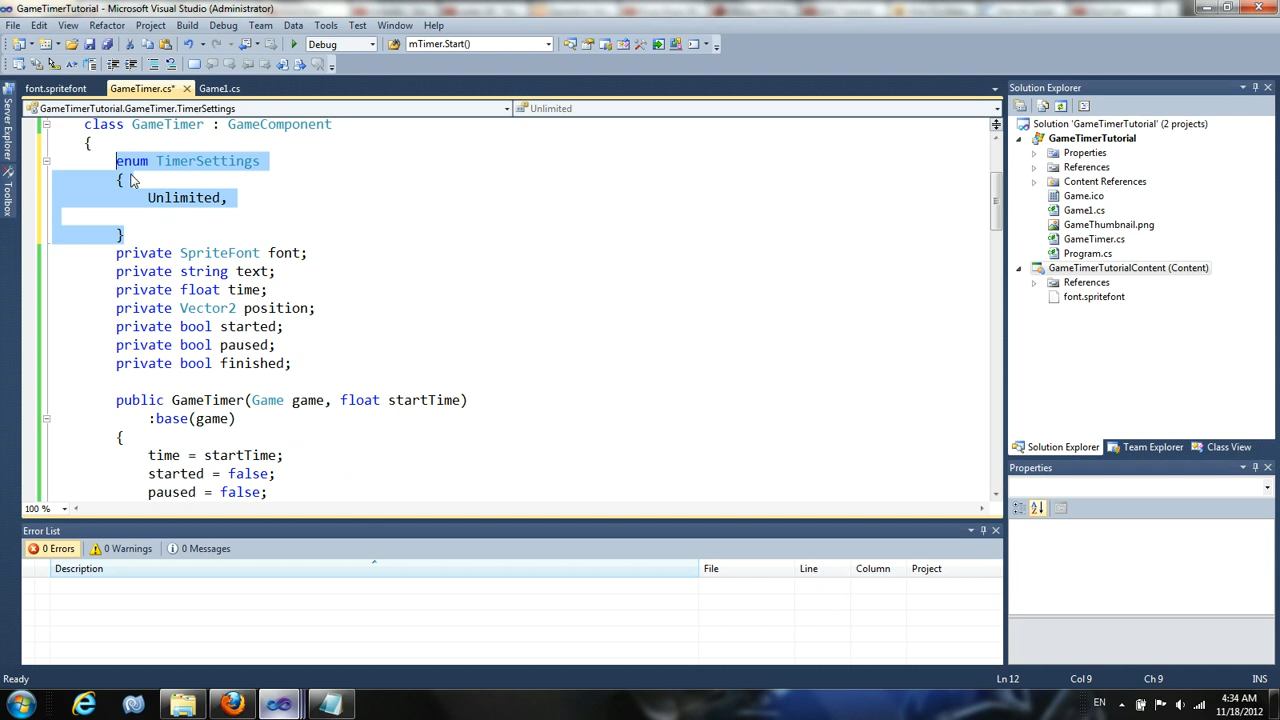 GameTimerTutorial - Microsoft Visual Studio (Administrator)
File Edit View Refactor Project Build Debug Team Data Tools Test Window Help
Debug mTimer.Start()
font.spritefont GameTimer.cs* Game1.cs
GameTimerTutorial.GameTimer.TimerSettings Unlimited
Server Explorer
Toolbox
class GameTimer : GameComponent
{
enum TimerSettings
{
Unlimited,
}
private SpriteFont font;
private string text;
private float time;
private Vector2 position;
private bool started;
private bool paused;
private bool finished;
public GameTimer(Game game, float startTime)
:base(game)
{
time = startTime;
started = false;
paused = false;
100 %
Solution Explorer
Solution 'GameTimerTutorial' (2 projects)
GameTimerTutorial
Properties
References
Content References
Game.ico
Game1.cs
GameThumbnail.png
GameTimer.cs
Program.cs
GameTimerTutorialContent (Content)
References
font.spritefont
Solution Explorer Team Explorer Class View
Properties
Error List
0 Errors 0 Warnings 0 Messages
Description File Line Column Project
Ready Ln 12 Col 9 Ch 9 INS
EN 4:34 AM
11/18/2012